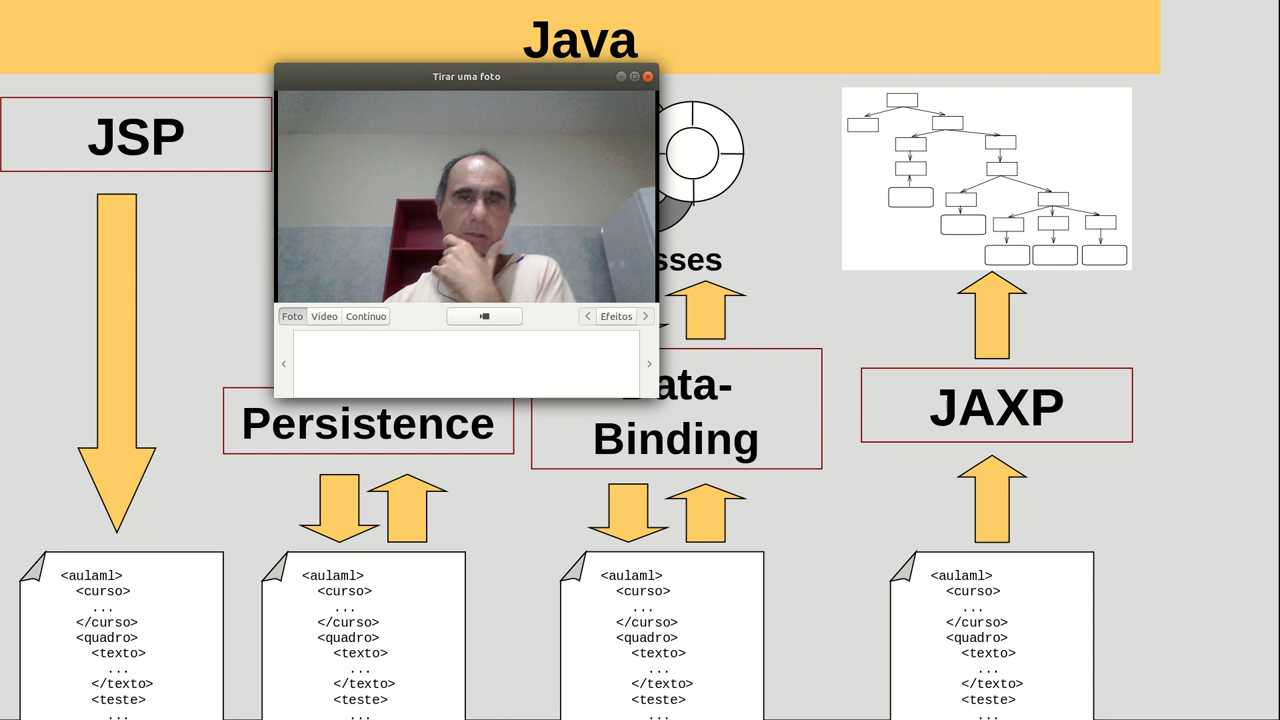 Java
Tirar uma foto
JSP
sses
Foto
Vídeo
Contínuo
Efeitos
Persistence
ata-
Binding
JAXP
<aulaml>
<curso>
...
</curso>
<quadro>
<texto>
...
</texto>
<teste>
...
<aulaml>
<curso>
...
</curso>
<quadro>
<texto>
...
</texto>
<teste>
...
<aulaml>
<curso>
...
</curso>
<quadro>
<texto>
...
</texto>
<teste>
...
<aulaml>
<curso>
...
</curso>
<quadro>
<texto>
...
</texto>
<teste>
...